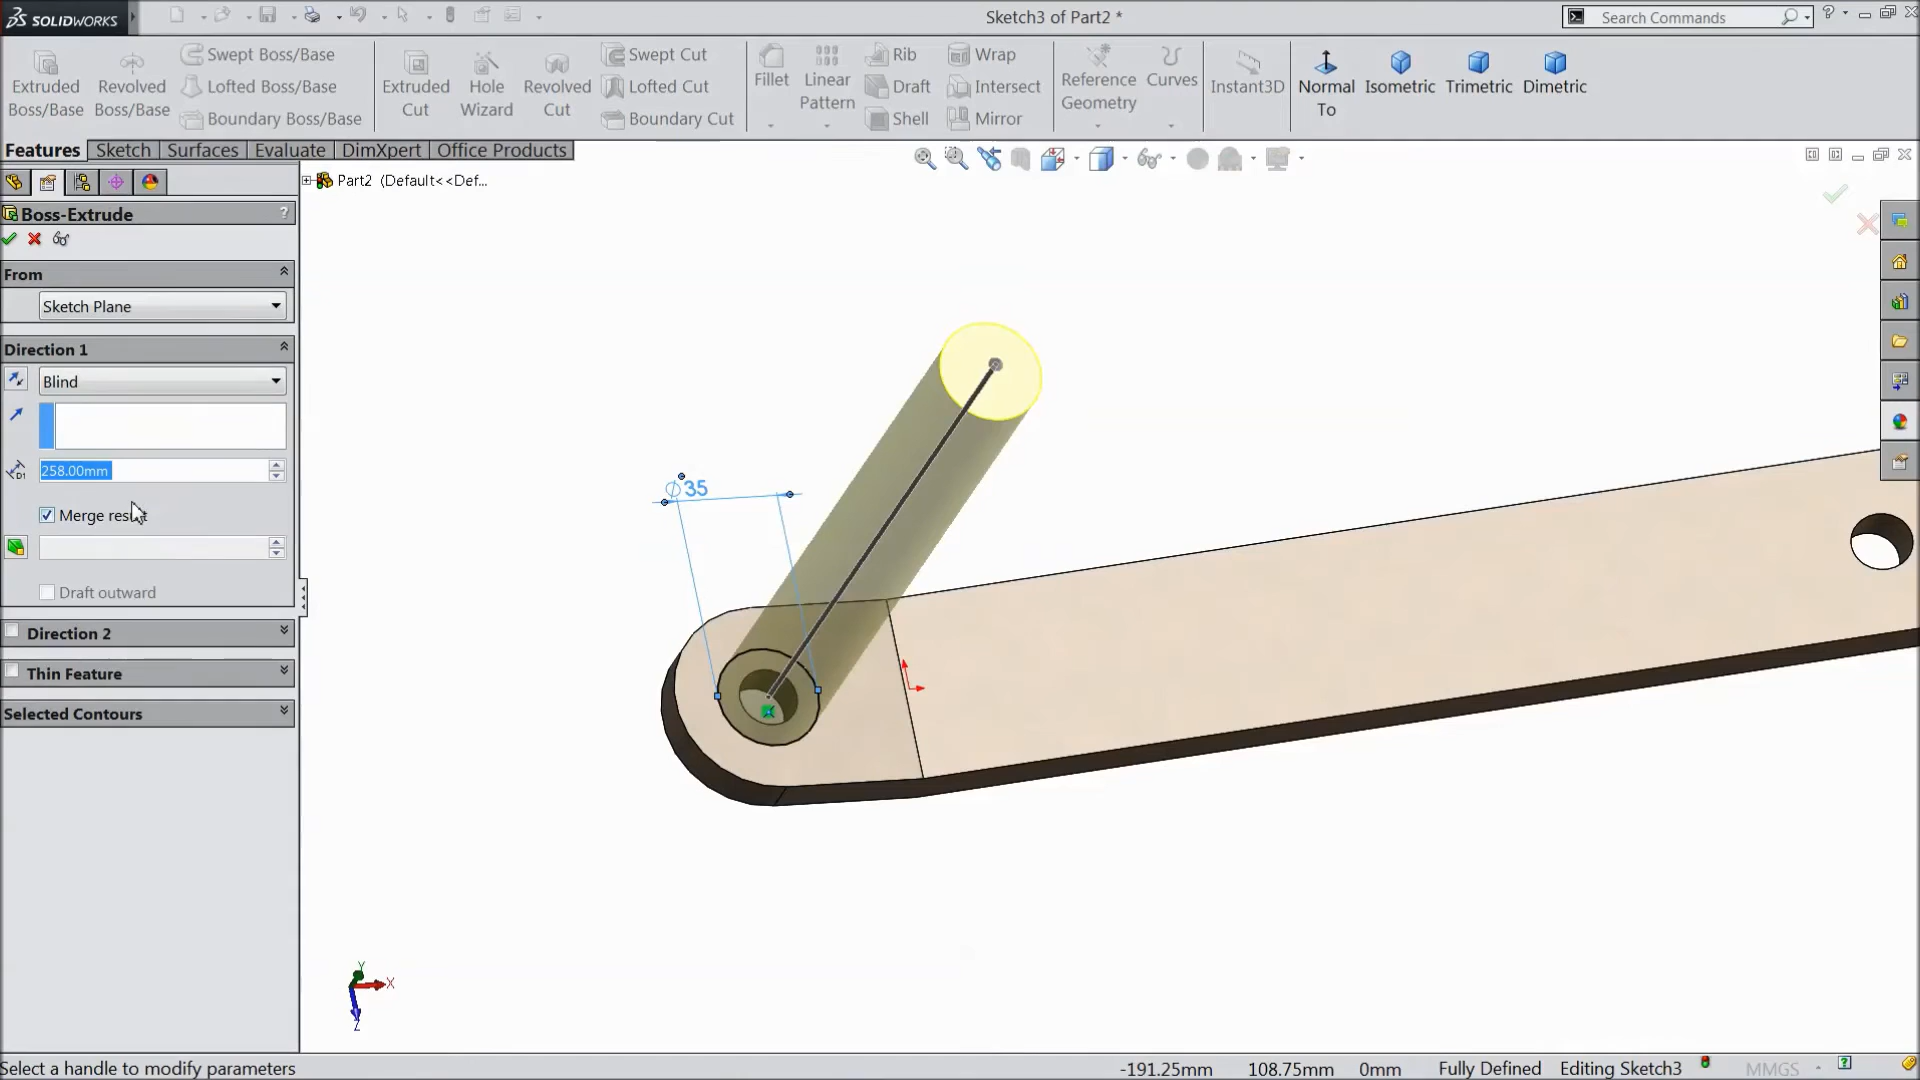 SOLIDWORKS
Sketch3 of Part2 *
Search Commands
Extruded Boss/Base
Revolved Boss/Base
Swept Boss/Base
Lofted Boss/Base
Boundary Boss/Base
Extruded Cut
Hole Wizard
Revolved Cut
Swept Cut
Lofted Cut
Boundary Cut
Fillet
Linear Pattern
Rib
Draft
Shell
Wrap
Intersect
Mirror
Reference Geometry
Curves
Instant3D
Normal To
Isometric
Trimetric
Dimetric
Features
Sketch
Surfaces
Evaluate
DimXpert
Office Products
Part2 (Default<<Def...
Boss-Extrude
?
From
Sketch Plane
Direction 1
Blind
D1
258.00mm
Merge result
Draft outward
Direction 2
Thin Feature
Selected Contours
∅35
Y
X
Z
Select a handle to modify parameters
-191.25mm
108.75mm
0mm
Fully Defined
Editing Sketch3
MMGS